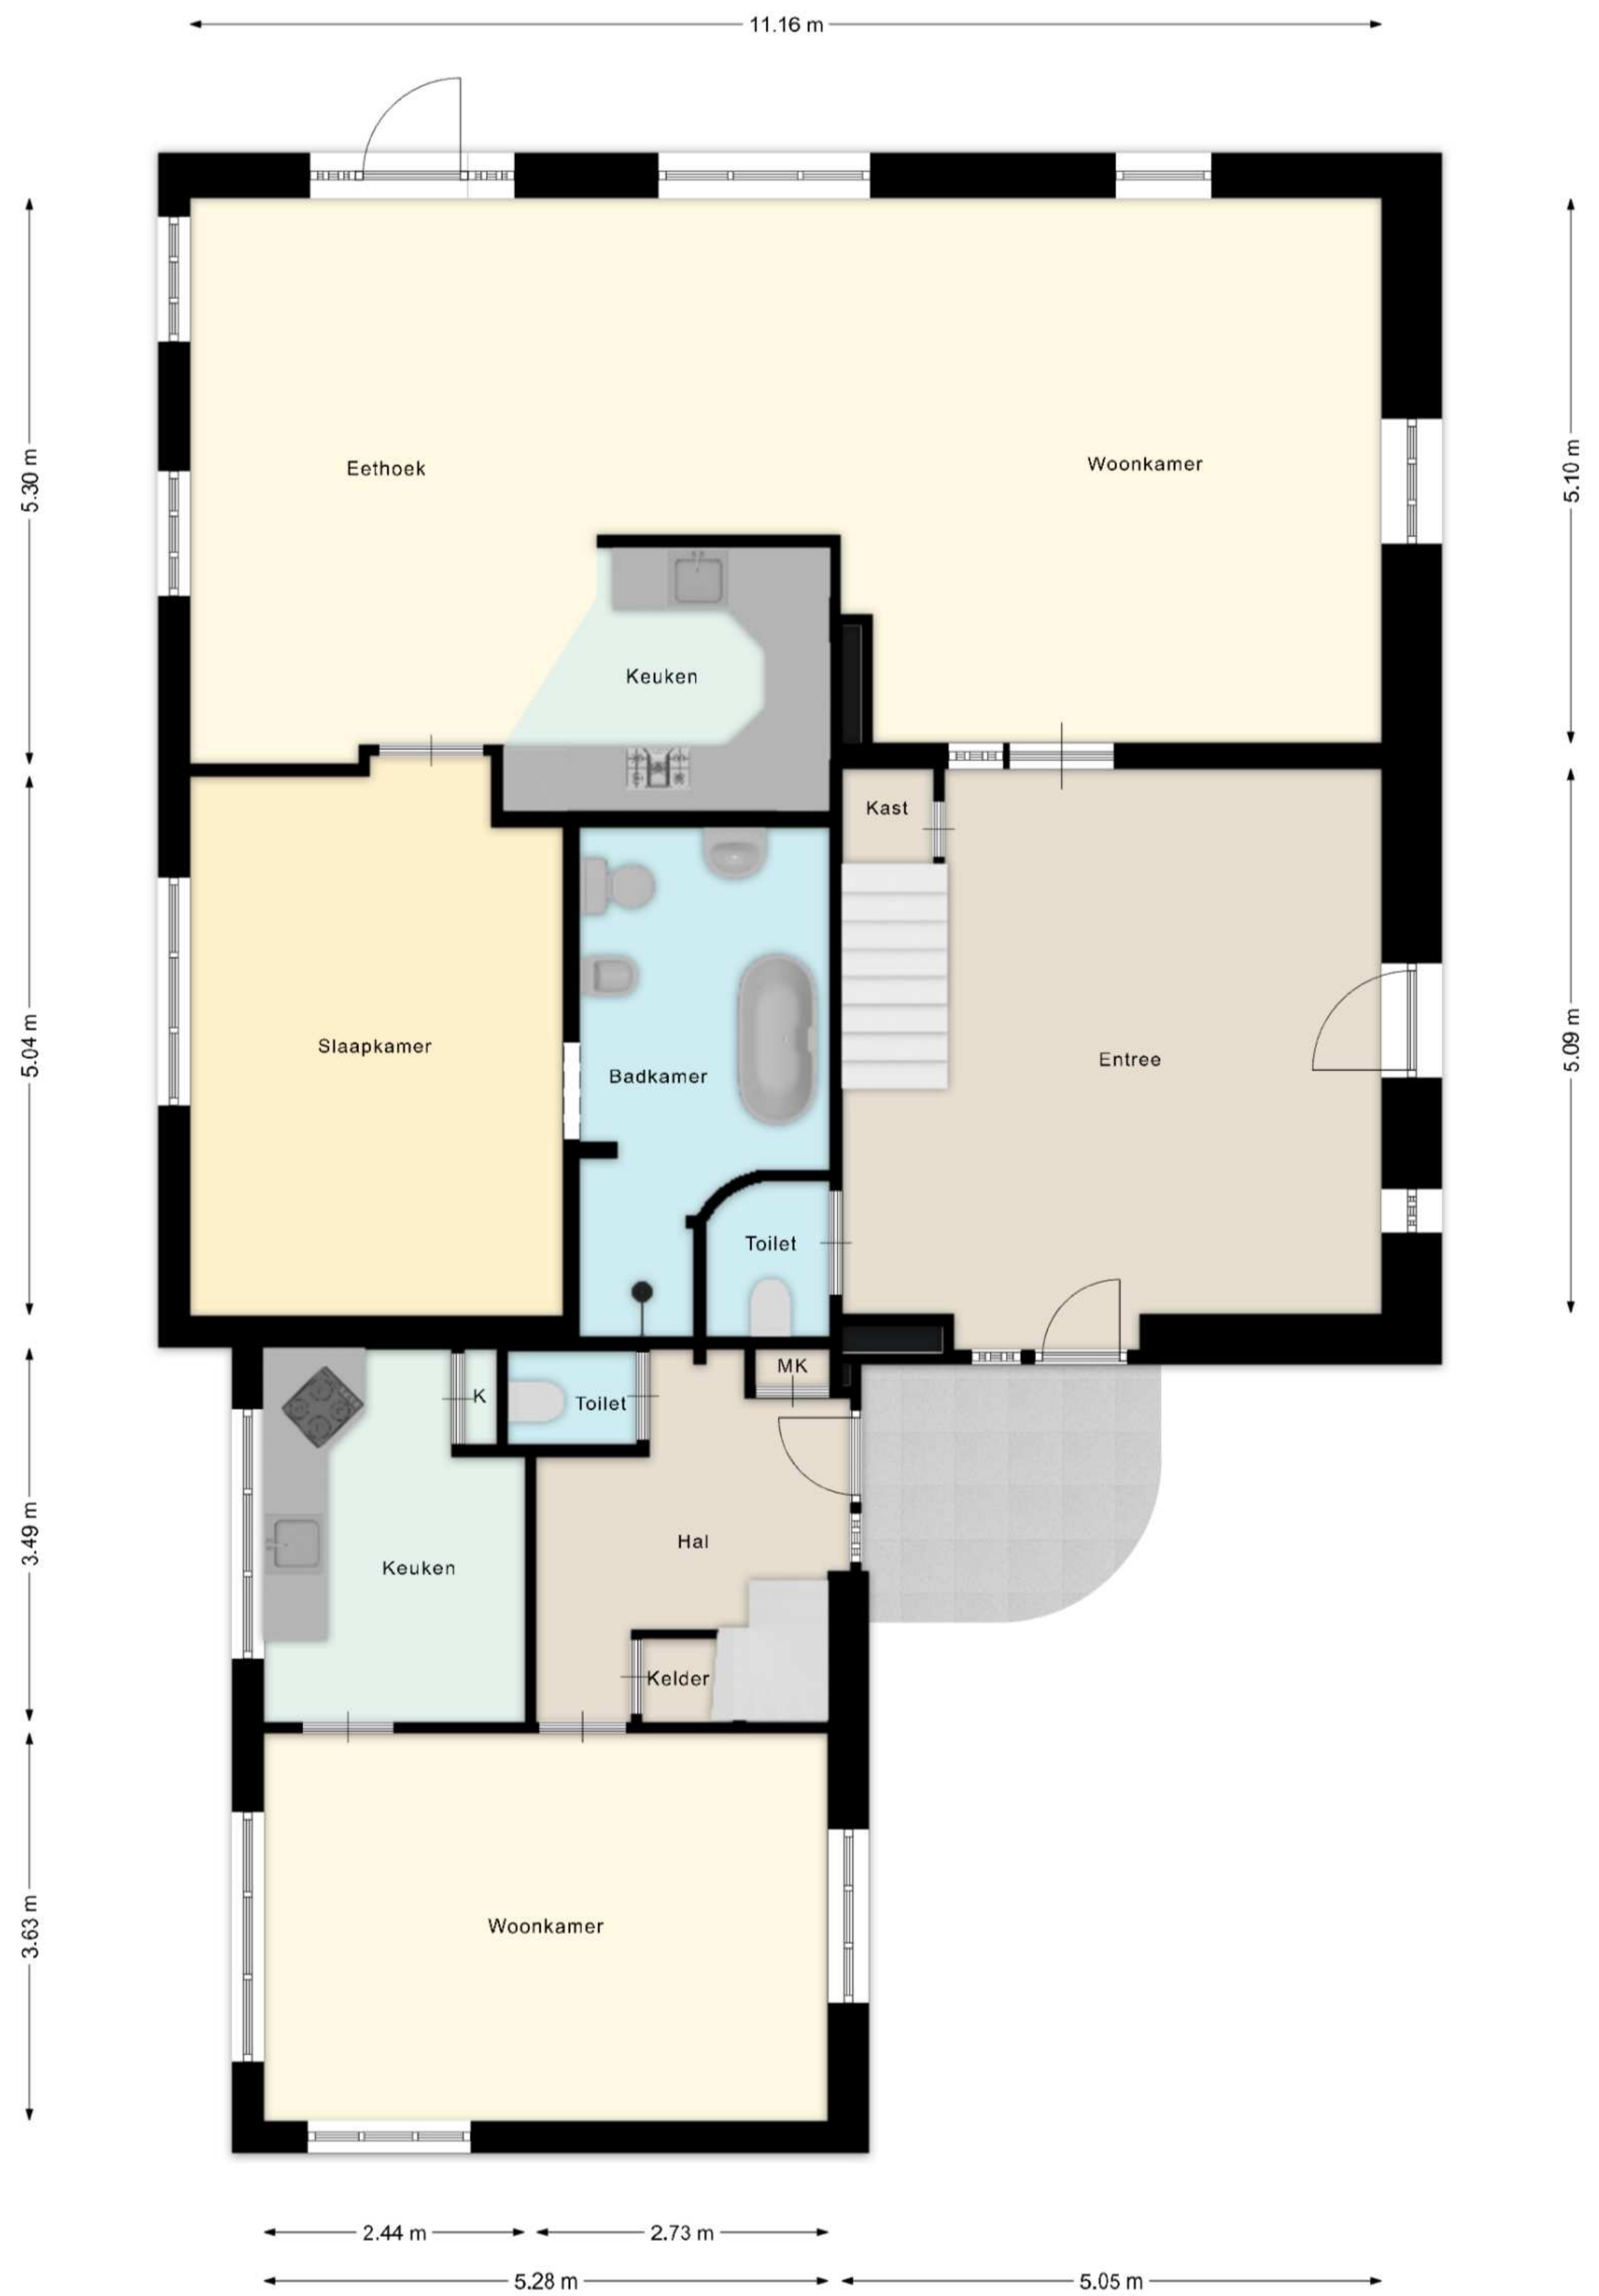 11.16 m
5.30 m
5.10 m
Eethoek
Woonkamer
Keuken
Kast
5.04 m
5.09 m
Slaapkamer
Badkamer
Entree
Toilet
MK
K
Toilet
3.49 m
Hal
Keuken
Kelder
3.63 m
Woonkamer
2.44 m
2.73 m
5.28 m
5.05 m